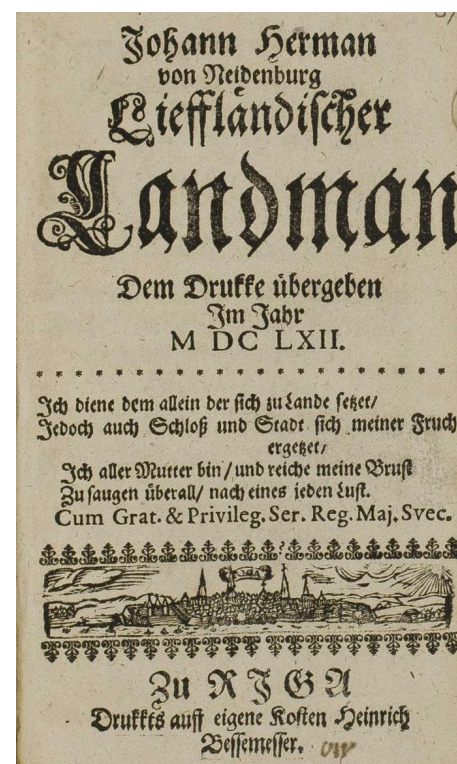 Johann Herman
von Neidenburg
Liefflåndischer
Landman
Dem Drukke übergeben
Im Jahr
M DC LXII.
Ich diene dem allein der sich zu Lande setzet/
Jedoch auch Schloß und Stadt sich meiner Fruch
ergetzet/
Ich aller Mutter bin/ und reiche meine Brust
Zu saugen überall/ nach eines jeden Lust.
Cum Grat. & Privileg. Ser. Reg. Maj. Svec.
Zu RIGA
Drukkts auff eigene Kosten Heinrich
Bessemesser.